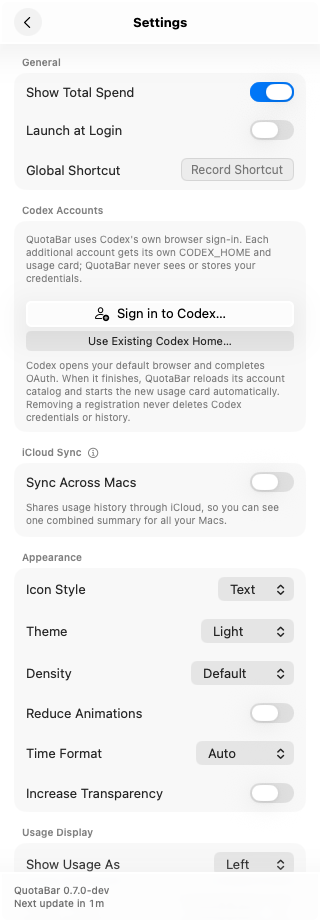 Settings
General
Show Total Spend
Launch at Login
Global Shortcut
Record Shortcut
Codex Accounts
QuotaBar uses Codex's own browser sign-in. Each
additional account gets its own CODEX_HOME and
usage card; QuotaBar never sees or stores your
credentials.
Sign in to Codex...
Use Existing Codex Home...
Codex opens your default browser and completes
OAuth. When it finishes, QuotaBar reloads its account
catalog and starts the new usage card automatically.
Removing a registration never deletes Codex
credentials or history.
iCloud Sync
Sync Across Macs
Shares usage history through iCloud, so you can see
one combined summary for all your Macs.
Appearance
Icon Style
Text
Theme
Light
Density
Default
Reduce Animations
Time Format
Auto
Increase Transparency
Usage Display
Show Usage As
Left
QuotaBar 0.7.0-dev
Next update in 1m